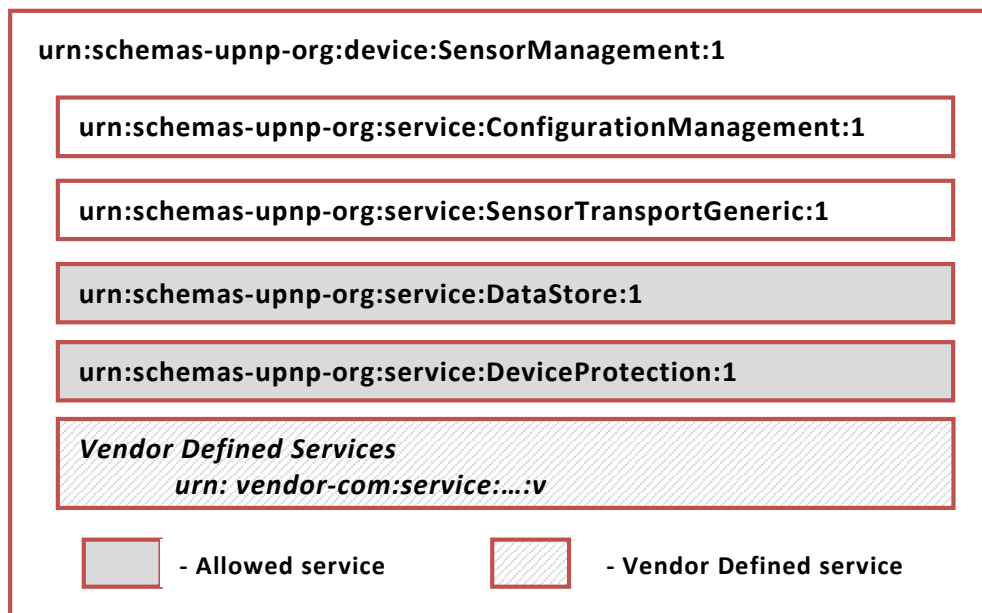 urn:schemas-upnp-org:device:SensorManagement:1
urn:schemas-upnp-org:service:ConfigurationManagement:1
urn:schemas-upnp-org:service:SensorTransportGeneric:1
urn:schemas-upnp-org:service:DataStore:1
urn:schemas-upnp-org:service:DeviceProtection:1
Vendor Defined Services
urn: vendor-com:service:...:v
- Allowed service
- Vendor Defined service